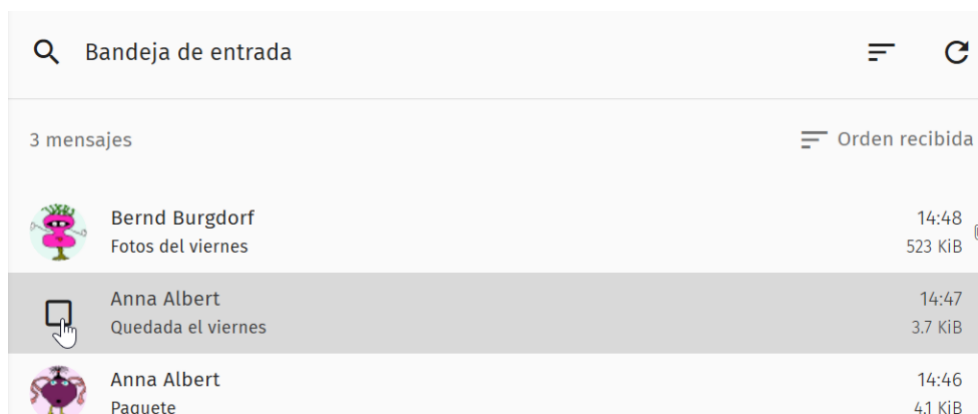 Bandeja de entrada
3 mensajes
Orden recibida
Bernd Burgdorf
14:48
Fotos del viernes
523 KiB
Anna Albert
14:47
Quedada el viernes
3.7 KiB
Anna Albert
14:46
Paquete
4.1 KiB